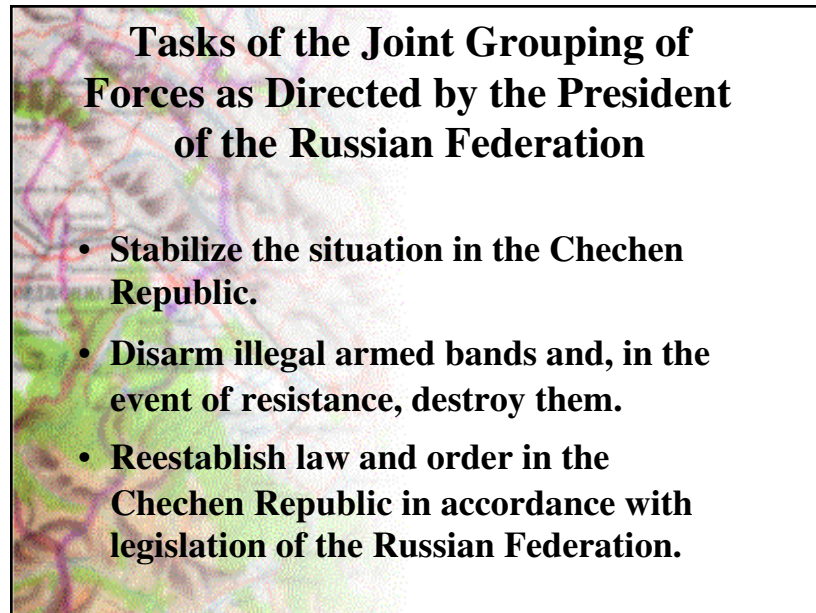 Tasks of the Joint Grouping of
Forces as Directed by the President
of the Russian Federation
• Stabilize the situation in the Chechen
Republic.
• Disarm illegal armed bands and, in the
event of resistance, destroy them.
• Reestablish law and order in the
Chechen Republic in accordance with
legislation of the Russian Federation.